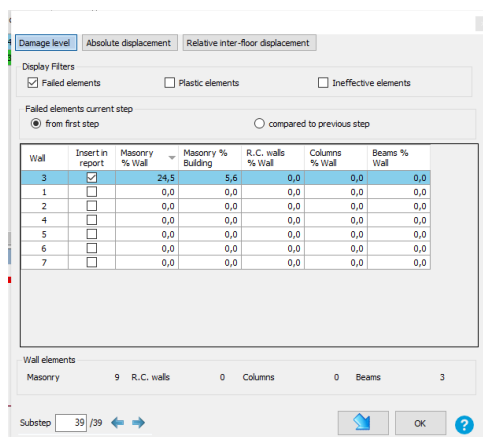 Damage level Absolute displacement Relative inter-floor displacement
Display Filters
Failed elements Plastic elements Ineffective elements
Failed elements current step
from first step compared to previous step
Wall Insert in report Masonry % Wall Masonry % Building R.C. walls % Wall Columns % Wall Beams % Wall
3 24,5 5,6 0,0 0,0 0,0
1 0,0 0,0 0,0 0,0 0,0
2 0,0 0,0 0,0 0,0 0,0
4 0,0 0,0 0,0 0,0 0,0
5 0,0 0,0 0,0 0,0 0,0
6 0,0 0,0 0,0 0,0 0,0
7 0,0 0,0 0,0 0,0 0,0
Wall elements
Masonry 9 R.C. walls 0 Columns 0 Beams 3
Substep 39 /39 OK ?